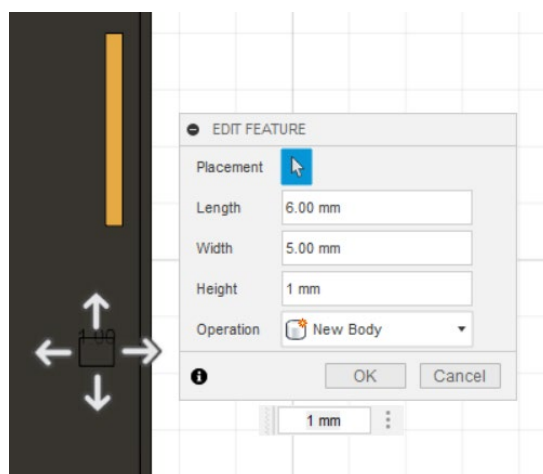 EDIT FEATURE
Placement
Length 6.00 mm
Width 5.00 mm
Height 1 mm
Operation New Body
OK Cancel
1 mm